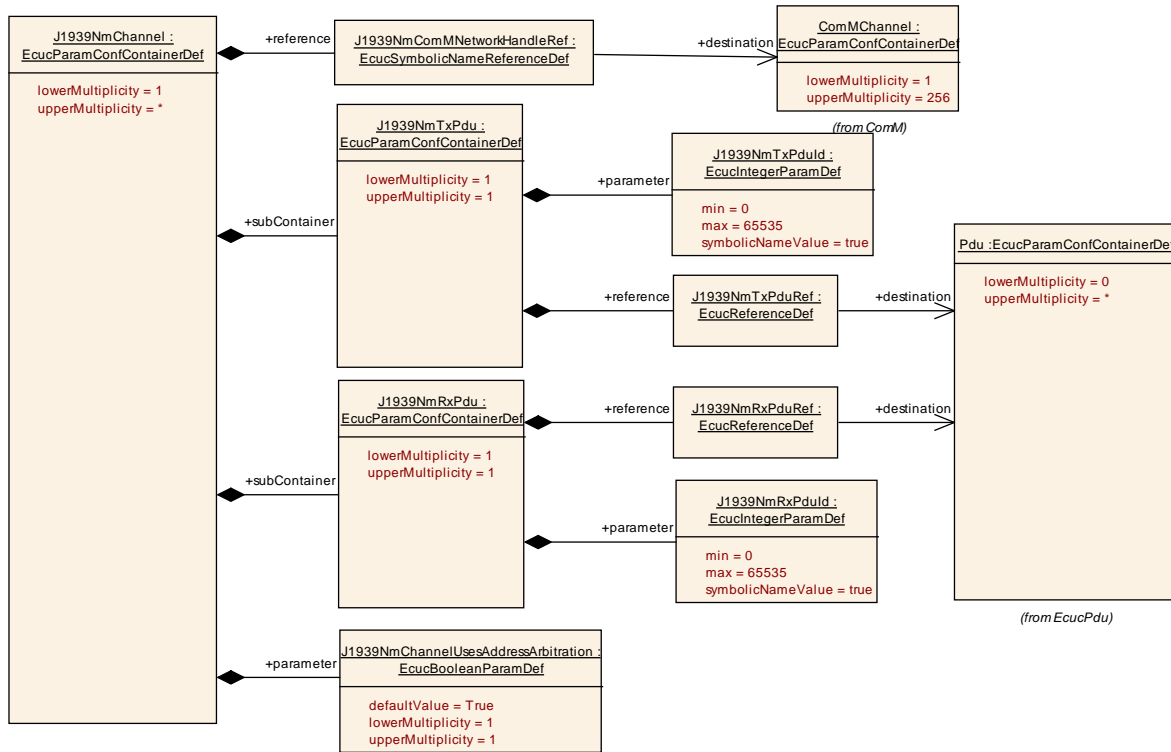 J1939NmChannel :
EcucParamConfContainerDef
lowerMultiplicity = 1
upperMultiplicity = *
+reference
J1939NmComMNetworkHandleRef :
EcucSymbolicNameReferenceDef
+destination
ComMChannel :
EcucParamConfContainerDef
lowerMultiplicity = 1
upperMultiplicity = 256
(from ComM)
+subContainer
J1939NmTxPdu :
EcucParamConfContainerDef
lowerMultiplicity = 1
upperMultiplicity = 1
+parameter
J1939NmTxPduId :
EcucIntegerParamDef
min = 0
max = 65535
symbolicNameValue = true
+reference
J1939NmTxPduRef :
EcucReferenceDef
+destination
Pdu :EcucParamConfContainerDef
lowerMultiplicity = 0
upperMultiplicity = *
(from EcucPdu)
+subContainer
J1939NmRxPdu :
EcucParamConfContainerDef
lowerMultiplicity = 1
upperMultiplicity = 1
+reference
J1939NmRxPduRef :
EcucReferenceDef
+destination
+parameter
J1939NmRxPduId :
EcucIntegerParamDef
min = 0
max = 65535
symbolicNameValue = true
+parameter
J1939NmChannelUsesAddressArbitration :
EcucBooleanParamDef
defaultValue = True
lowerMultiplicity = 1
upperMultiplicity = 1